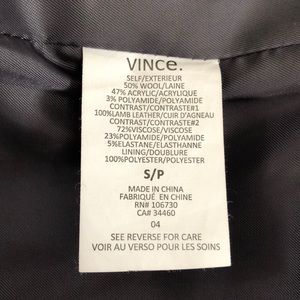 VINCE.
SELF/EXTERIEUR
50% WOOL/LAINE
47% ACRYLIC/ACRYLIQUE
3% POLYAMIDE/POLYAMIDE
CONTRAST/CONTRASTE#1
100%LAMB LEATHER/CUIR D'AGNEAU
CONTRAST/CONTRASTE#2
72%VISCOSE/VISCOSE
23%POLYAMIDE/POLYAMIDE
5%ELASTANE/ELASTHANNE
LINING/DOUBLURE
100%POLYESTER/POLYESTER
S/P
MADE IN CHINA
FABRIQUÉ EN CHINE
RN# 106730
CA# 34460
04
SEE REVERSE FOR CARE
VOIR AU VERSO POUR LES SOINS